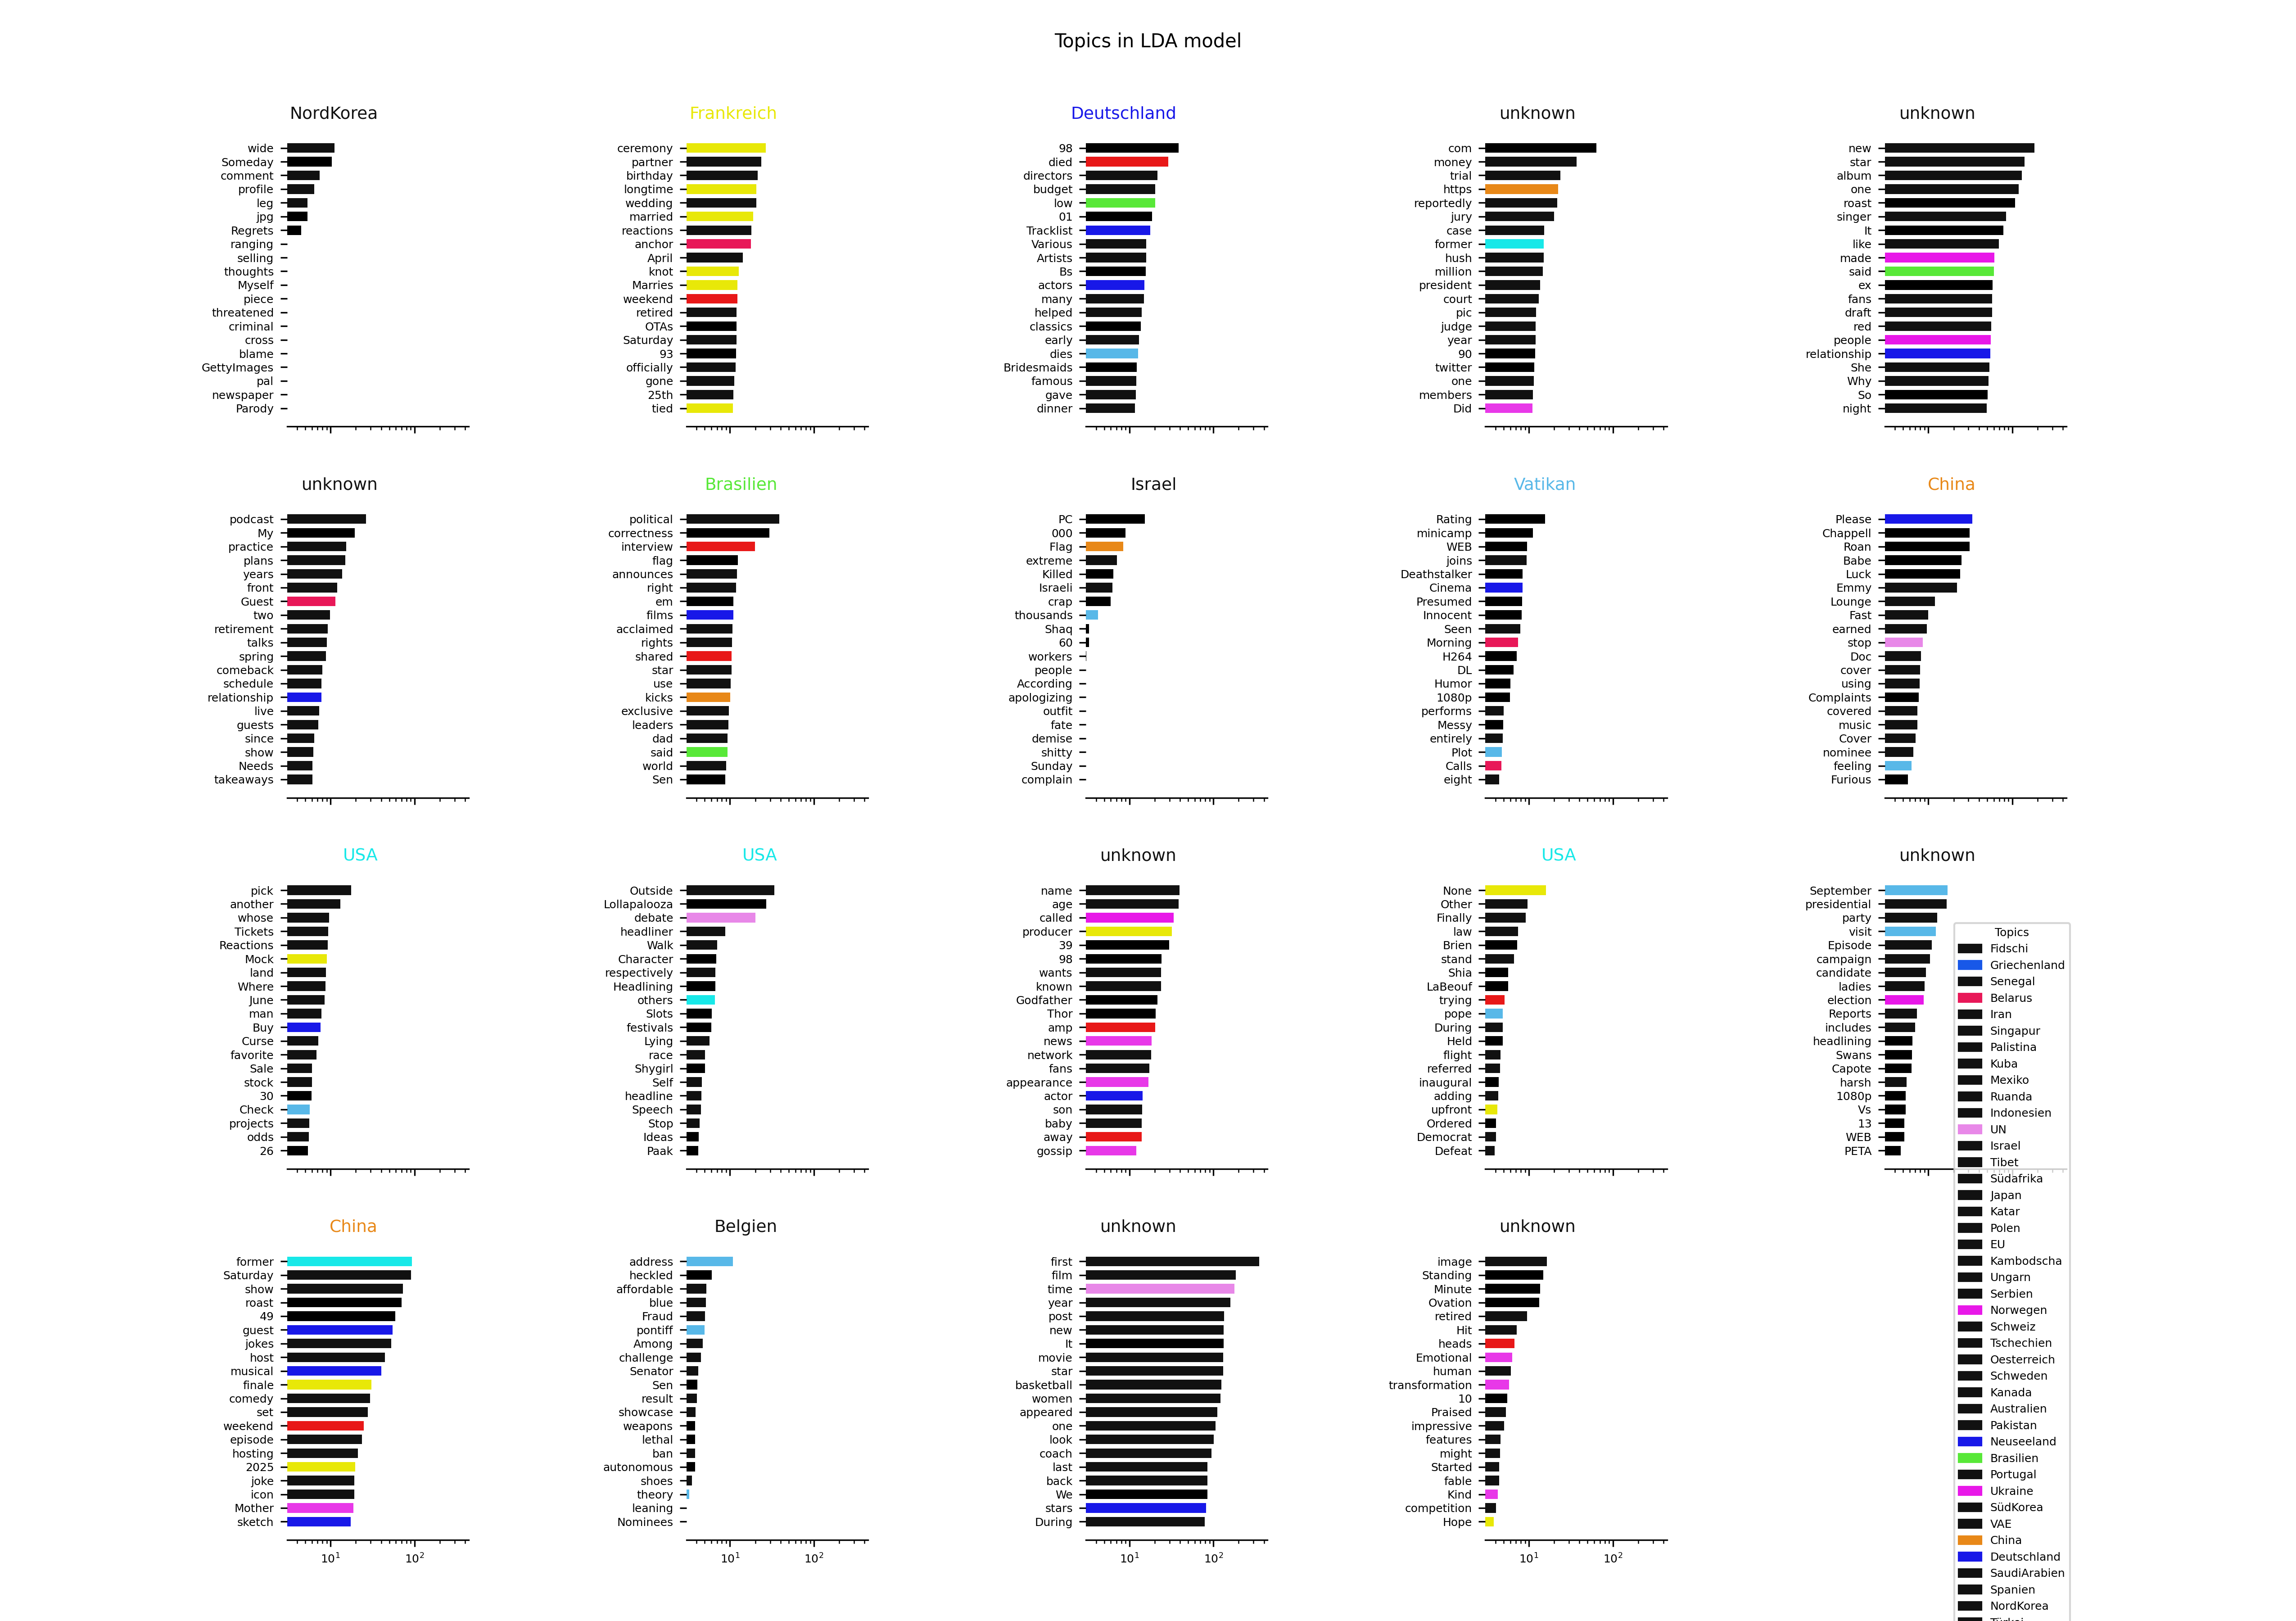 Topics in LDA model
NordKorea
wide
Someday
comment
profile
leg
jpg
Regrets
ranging
selling
thoughts
Myself
piece
threatened
criminal
cross
blame
GettyImages
pal
newspaper
Parody
Frankreich
ceremony
partner
birthday
longtime
wedding
married
reactions
anchor
April
knot
Marries
weekend
retired
OTAs
Saturday
93
officially
gone
25th
tied
Deutschland
98
died
directors
budget
low
01
Tracklist
Various
Artists
Bs
actors
many
helped
classics
early
dies
Bridesmaids
famous
gave
dinner
unknown
com
money
trial
https
reportedly
jury
case
former
hush
million
president
court
pic
judge
year
90
twitter
one
members
Did
unknown
new
star
album
one
roast
singer
It
like
made
said
ex
fans
draft
red
people
relationship
She
Why
So
night
unknown
podcast
My
practice
plans
years
front
Guest
two
retirement
talks
spring
comeback
schedule
relationship
live
guests
since
show
Needs
takeaways
Brasilien
political
correctness
interview
flag
announces
right
em
films
acclaimed
rights
shared
star
use
kicks
exclusive
leaders
dad
said
world
Sen
Israel
PC
000
Flag
extreme
Killed
Israeli
crap
thousands
Shaq
60
workers
people
According
apologizing
outfit
fate
demise
shitty
Sunday
complain
Vatikan
Rating
minicamp
WEB
joins
Deathstalker
Cinema
Presumed
Innocent
Seen
Morning
H264
DL
Humor
1080p
performs
Messy
entirely
Plot
Calls
eight
China
Please
Chappell
Roan
Babe
Luck
Emmy
Lounge
Fast
earned
stop
Doc
cover
using
Complaints
covered
music
Cover
nominee
feeling
Furious
USA
pick
another
whose
Tickets
Reactions
Mock
land
Where
June
man
Buy
Curse
favorite
Sale
stock
30
Check
projects
odds
26
USA
Outside
Lollapalooza
debate
headliner
Walk
Character
respectively
Headlining
others
Slots
festivals
Lying
race
Shygirl
Self
headline
Speech
Stop
Ideas
Paak
unknown
name
age
called
producer
39
98
wants
known
Godfather
Thor
amp
news
network
fans
appearance
actor
son
baby
away
gossip
USA
None
Other
Finally
law
Brien
stand
Shia
LaBeouf
trying
pope
During
Held
flight
referred
inaugural
adding
upfront
Ordered
Democrat
Defeat
unknown
September
presidential
party
visit
Episode
campaign
candidate
ladies
election
Reports
includes
headlining
Swans
Capote
harsh
1080p
Vs
13
WEB
PETA
China
former
Saturday
show
roast
49
guest
jokes
host
musical
finale
comedy
set
weekend
episode
hosting
2025
joke
icon
Mother
sketch
10¹ 10²
Belgien
address
heckled
affordable
blue
Fraud
pontiff
Among
challenge
Senator
Sen
result
showcase
weapons
lethal
ban
autonomous
shoes
theory
leaning
Nominees
10¹ 10²
unknown
first
film
time
year
post
new
It
movie
star
basketball
women
appeared
one
look
coach
last
back
We
stars
During
10¹ 10²
unknown
image
Standing
Minute
Ovation
retired
Hit
heads
Emotional
human
transformation
10
Praised
impressive
features
might
Started
fable
Kind
competition
Hope
10¹ 10²
Topics
Fidschi
Griechenland
Senegal
Belarus
Iran
Singapur
Palistina
Kuba
Mexiko
Ruanda
Indonesien
UN
Israel
Tibet
Südafrika
Japan
Katar
Polen
EU
Kambodscha
Ungarn
Serbien
Norwegen
Schweiz
Tschechien
Oesterreich
Schweden
Kanada
Australien
Pakistan
Neuseeland
Brasilien
Portugal
Ukraine
SüdKorea
VAE
China
Deutschland
SaudiArabien
Spanien
NordKorea